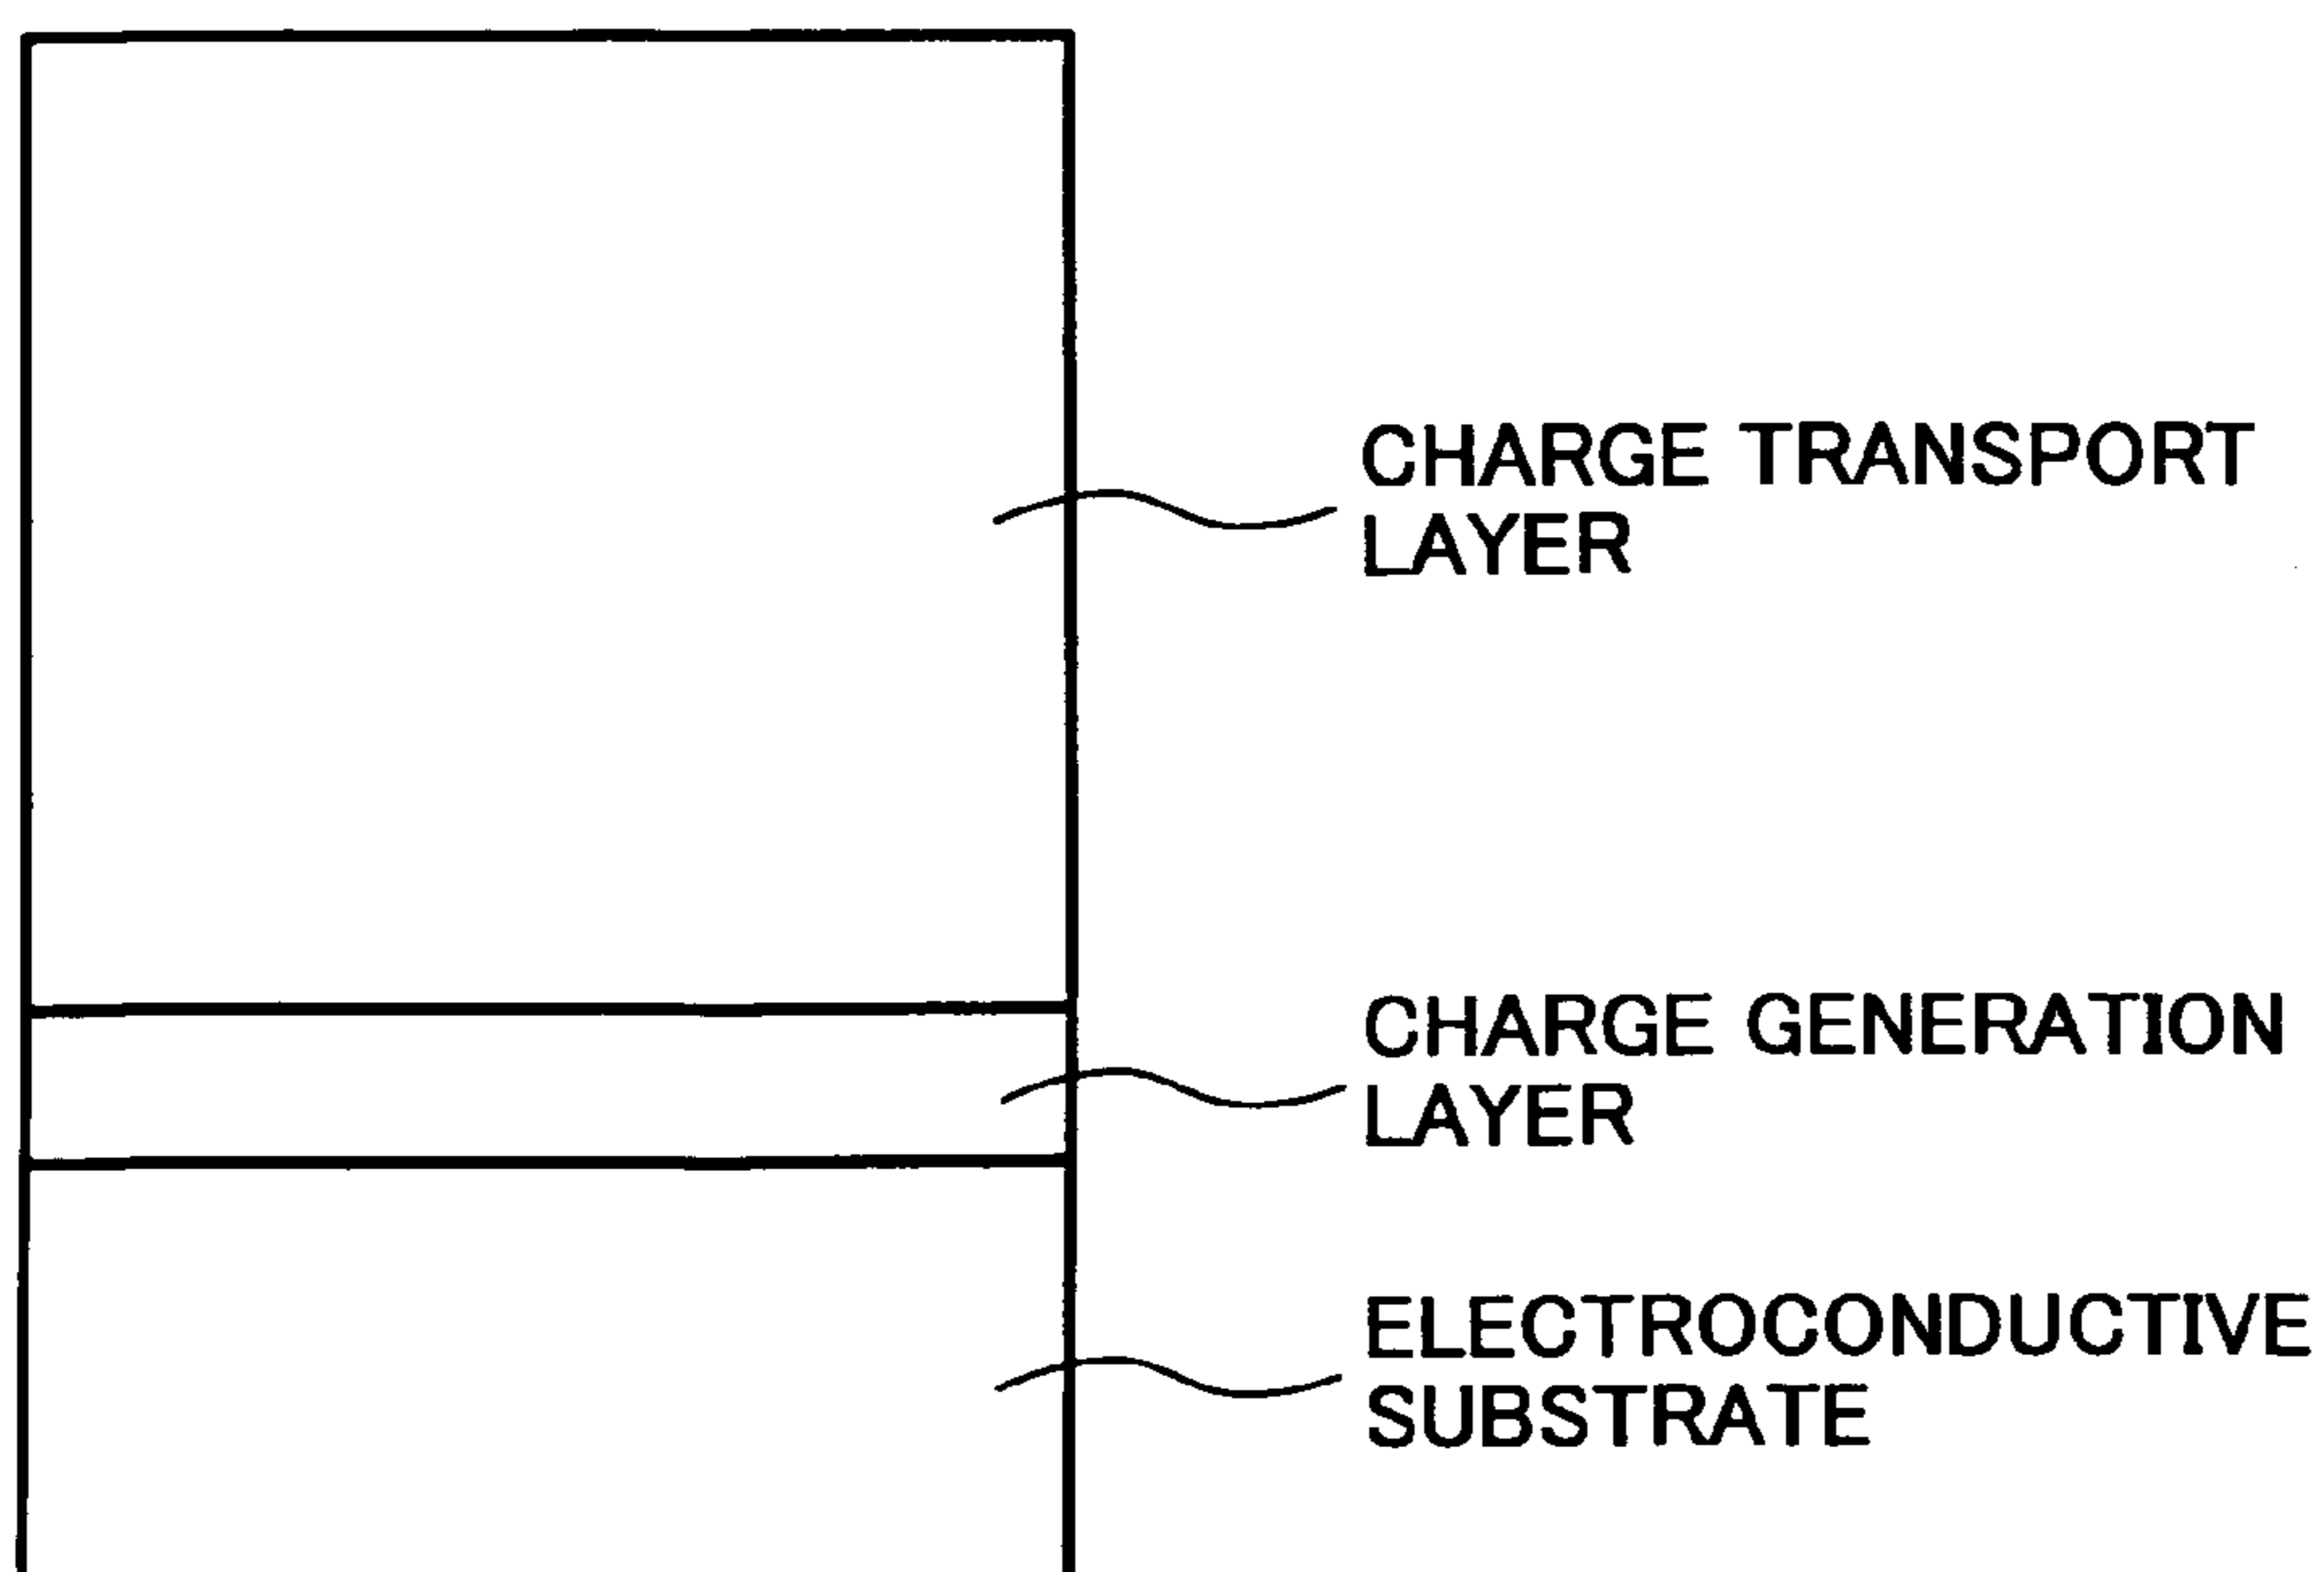 CHARGE TRANSPORT
LAYER
CHARGE GENERATION
LAYER
ELECTROCONDUCTIVE
SUBSTRATE